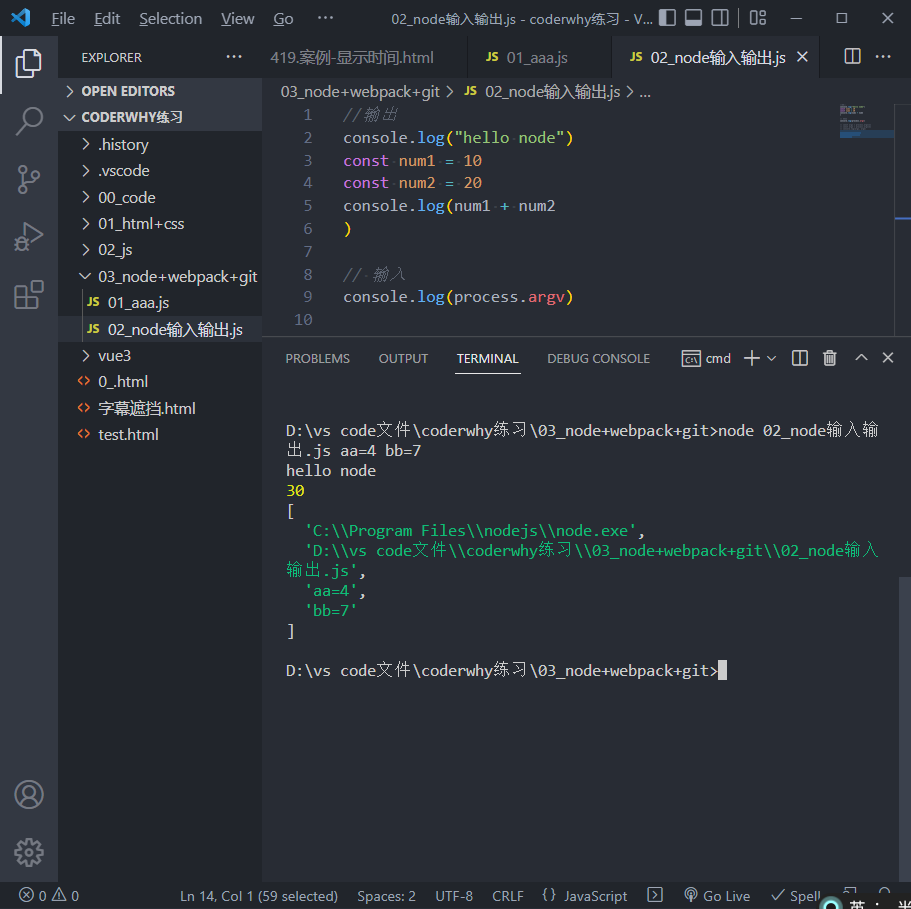 File Edit Selection View Go ··· 02_node输入输出.js - coderwhy练习 - V...
EXPLORER ···
419.案例-显示时间.html JS 01_aaa.js JS 02_node输入输出.js
OPEN EDITORS
CODERWHY练习
.history
.vscode
00_code
01_html+css
02_js
03_node+webpack+git
JS 01_aaa.js
JS 02_node输入输出.js
vue3
<> 0_.html
<> 字幕遮挡.html
<> test.html
03_node+webpack+git > JS 02_node输入输出.js > ...
1 //输出
2 console.log("hello node")
3 const num1 = 10
4 const num2 = 20
5 console.log(num1 + num2
6 )
7
8 // 输入
9 console.log(process.argv)
10
PROBLEMS OUTPUT TERMINAL DEBUG CONSOLE cmd
D:\vs code文件\coderwhy练习\03_node+webpack+git>node 02_node输入输
出.js aa=4 bb=7
hello node
30
[
'C:\\Program Files\\nodejs\\node.exe',
'D:\\vs code文件\\coderwhy练习\\03_node+webpack+git\\02_node输入
输出.js',
'aa=4',
'bb=7'
]
D:\vs code文件\coderwhy练习\03_node+webpack+git>
0 0 Ln 14, Col 1 (59 selected) Spaces: 2 UTF-8 CRLF {} JavaScript Go Live Spell
英